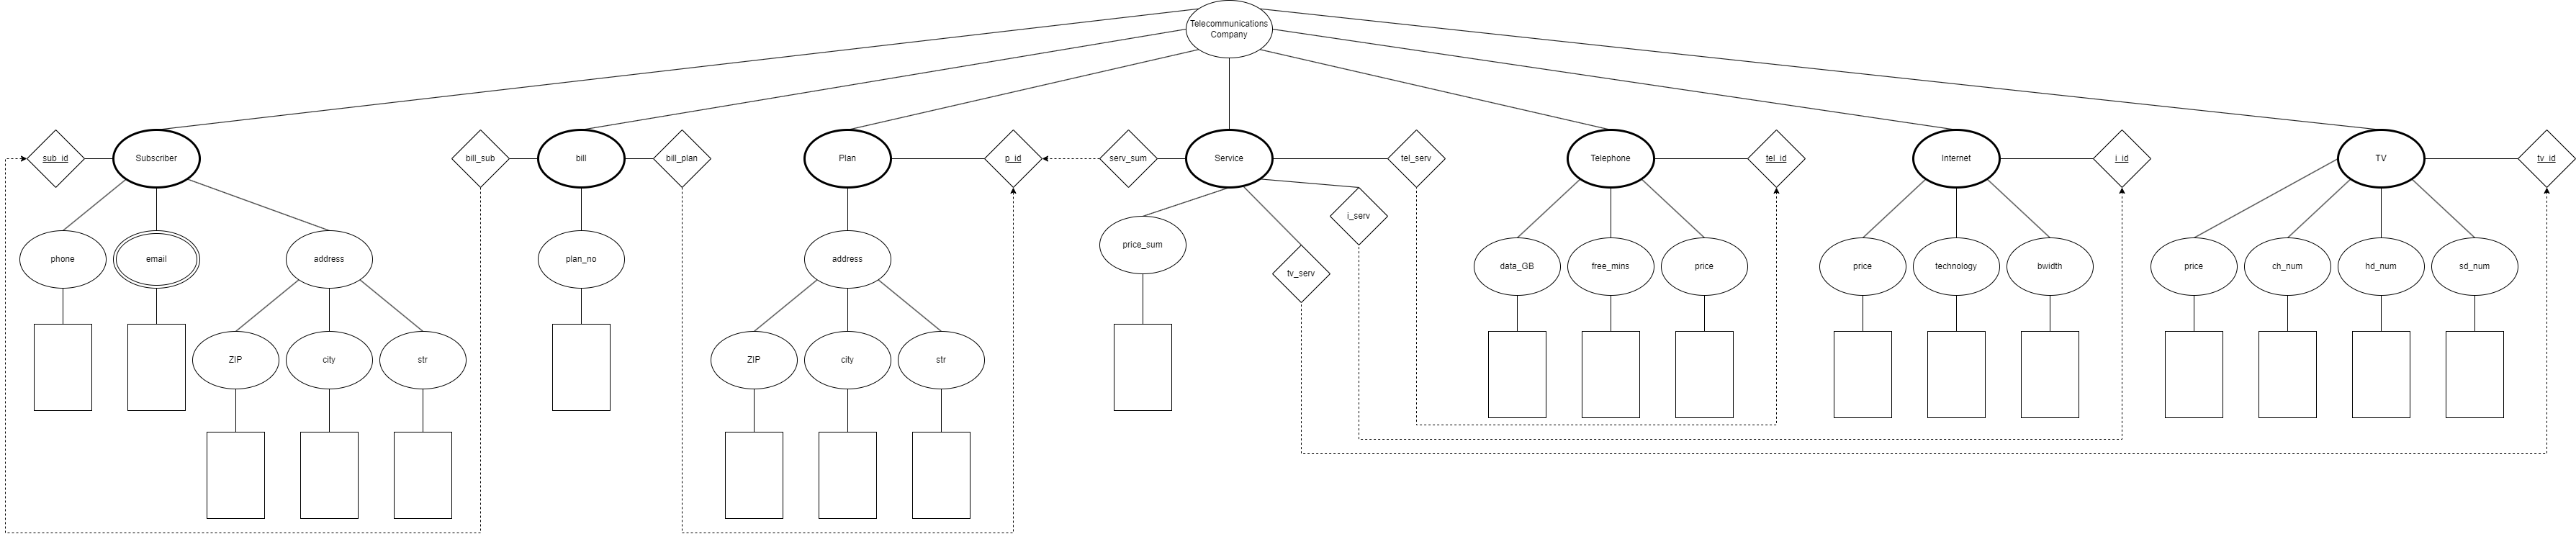 Telecommunications
Company
sub_id
Subscriber
bill_sub
bill
bill_plan
Plan
p_id
serv_sum
Service
tel_serv
Telephone
tel_id
Internet
i_id
TV
tv_id
i_serv
price_sum
tv_serv
phone
email
address
plan_no
address
data_GB
free_mins
price
price
technology
bwidth
price
ch_num
hd_num
sd_num
ZIP
city
str
ZIP
city
str